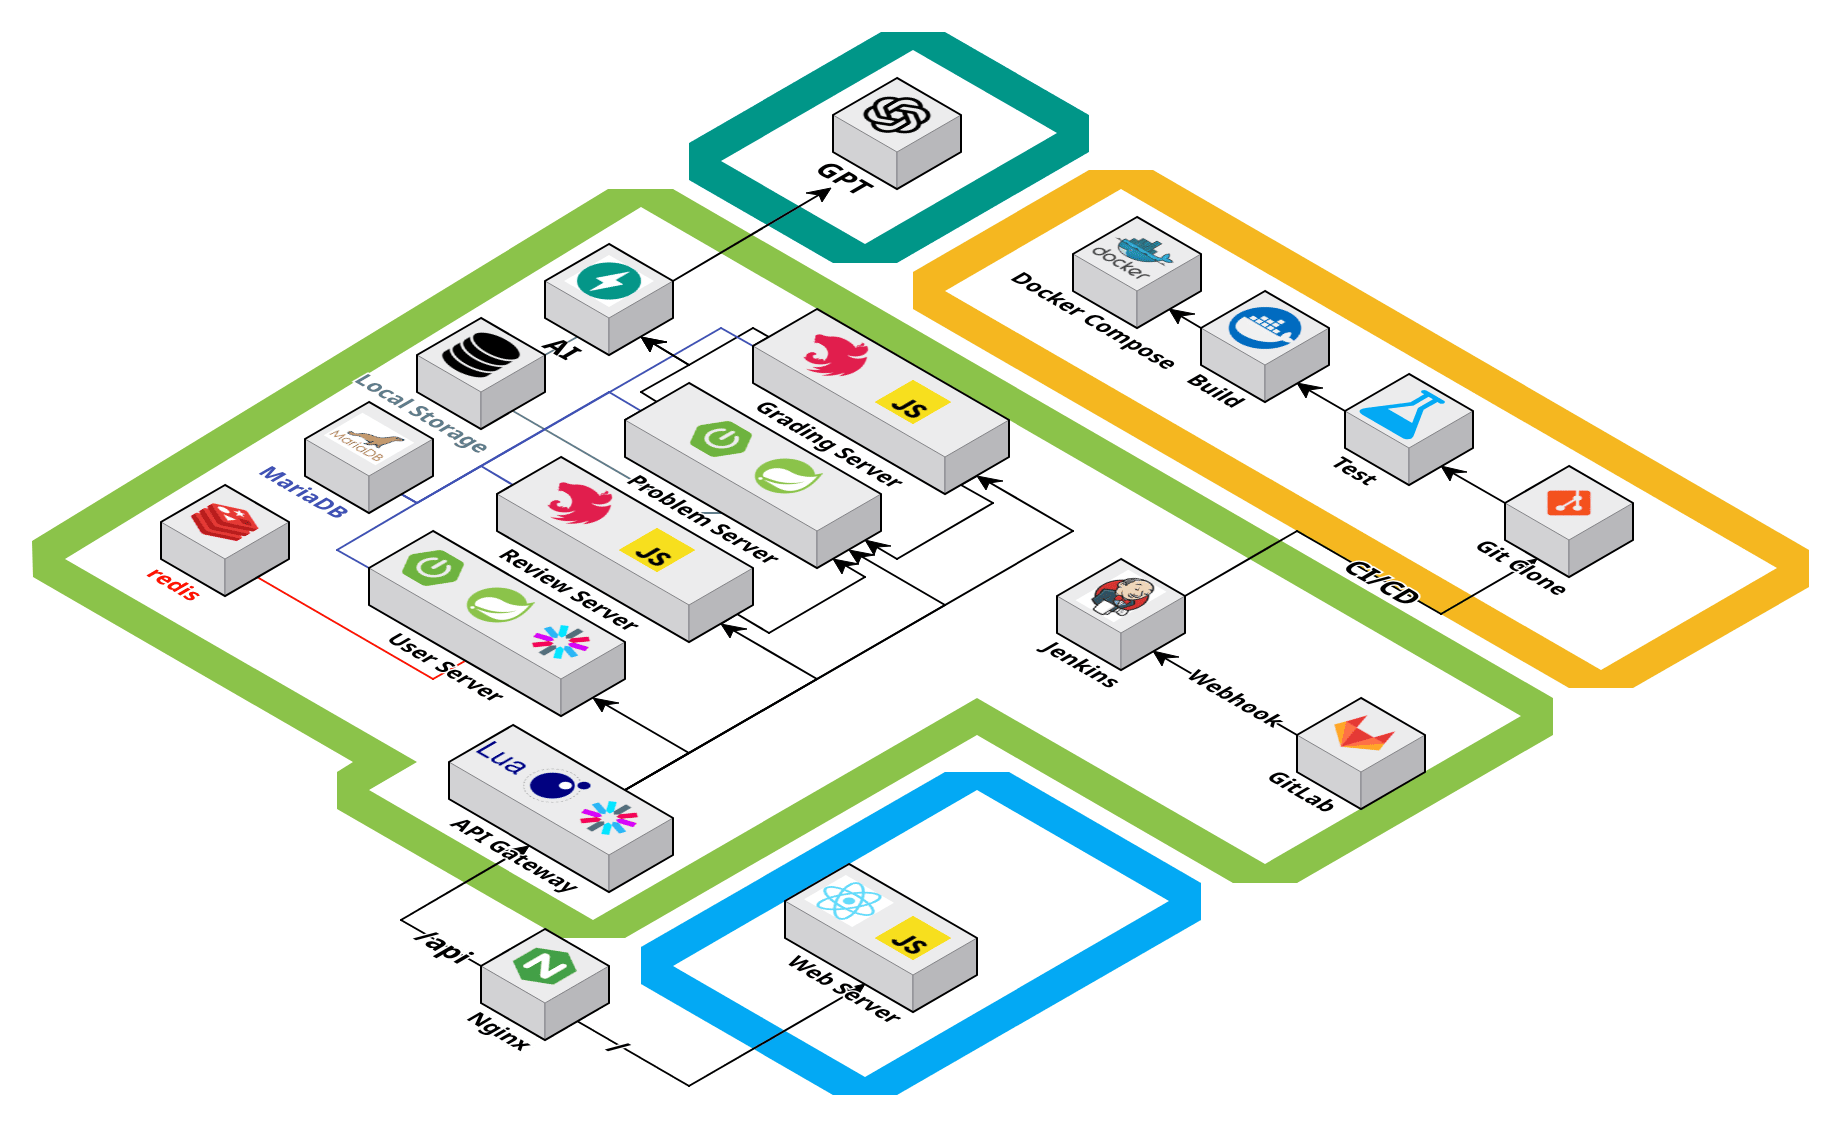 GPT
docker
Docker Compose
Build
Test
Git Clone
CI/CD
Jenkins
Webhook
GitLab
AI
Local Storage
MariaDB
MariaDB
redis
JS
Grading Server
Problem Server
JS
Review Server
User Server
Lua
API Gateway
/api
Nginx
/
JS
Web Server